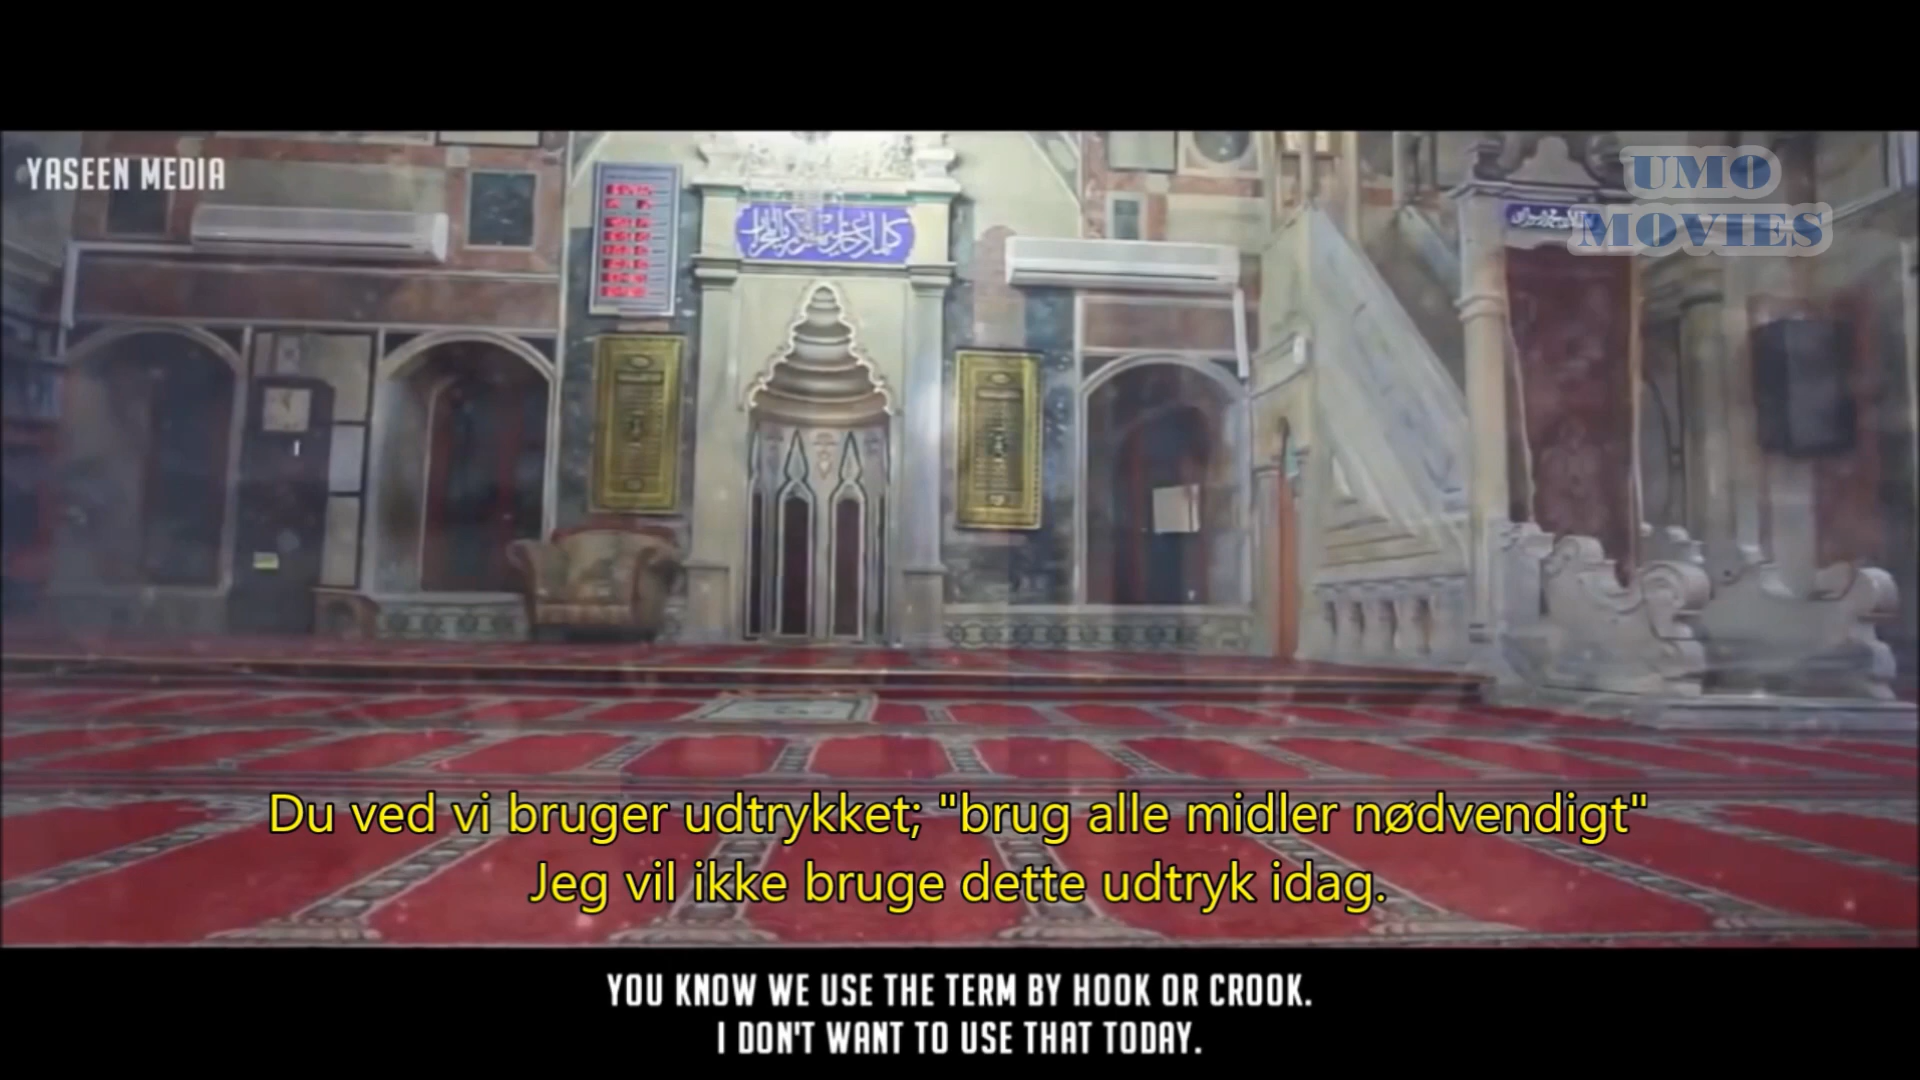 YASEEN MEDIA
UMO
MOVIES
Du ved vi bruger udtrykket; "brug alle midler nødvendigt"
Jeg vil ikke bruge dette udtryk idag.
YOU KNOW WE USE THE TERM BY HOOK OR CROOK.
I DON'T WANT TO USE THAT TODAY.